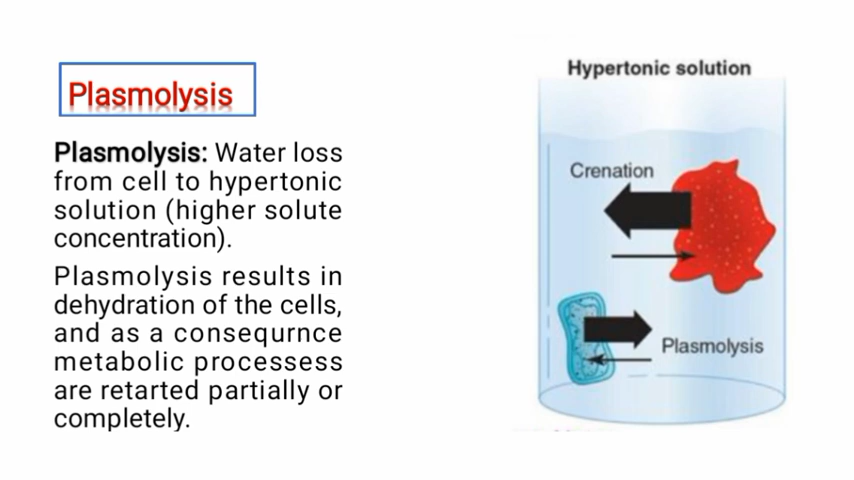 Plasmolysis
Plasmolysis: Water loss
from cell to hypertonic
solution (higher solute
concentration).
Plasmolysis results in
dehydration of the cells,
and as a consequrnce
metabolic processess
are retarted partially or
completely.
Hypertonic solution
Crenation
Plasmolysis